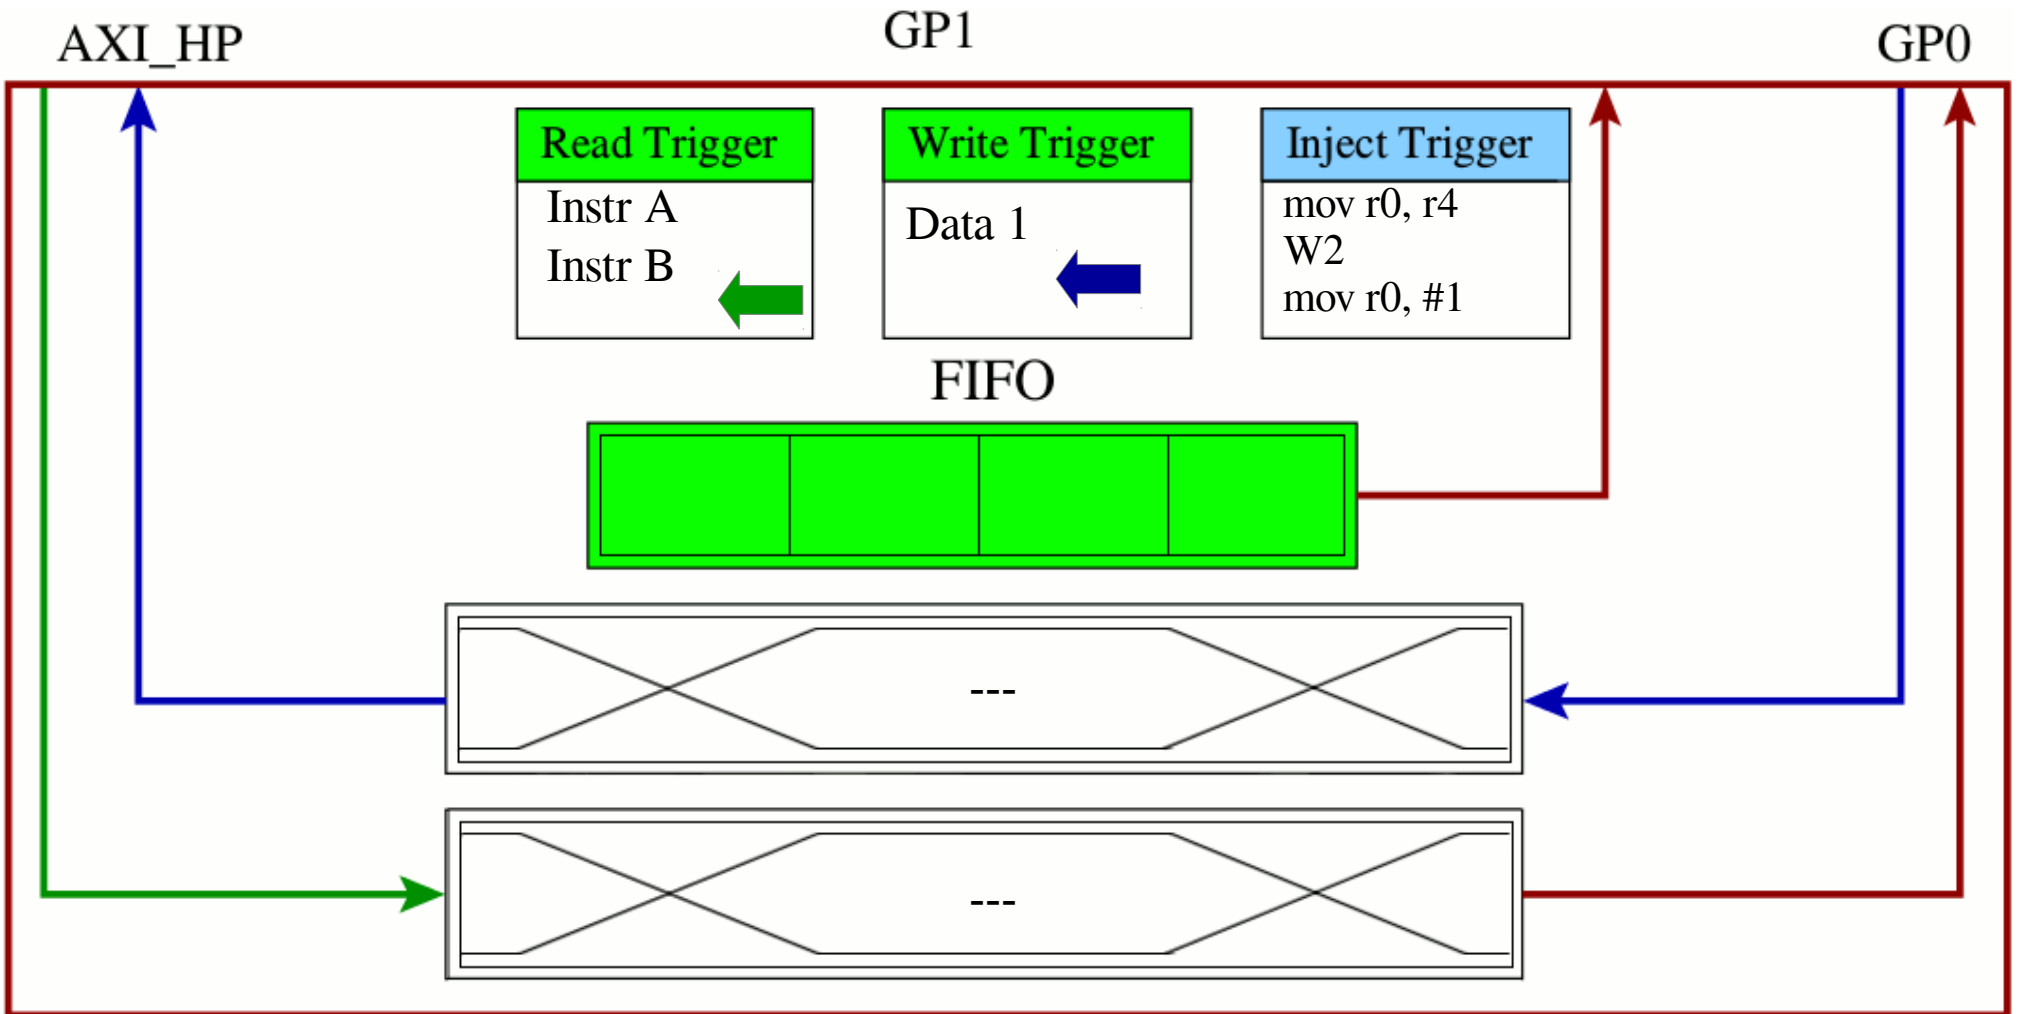 AXI_HP
GP1
GP0
Read Trigger
Instr A
Instr B
Write Trigger
Data 1
Inject Trigger
mov r0, r4
W2
mov r0, #1
FIFO
---
---